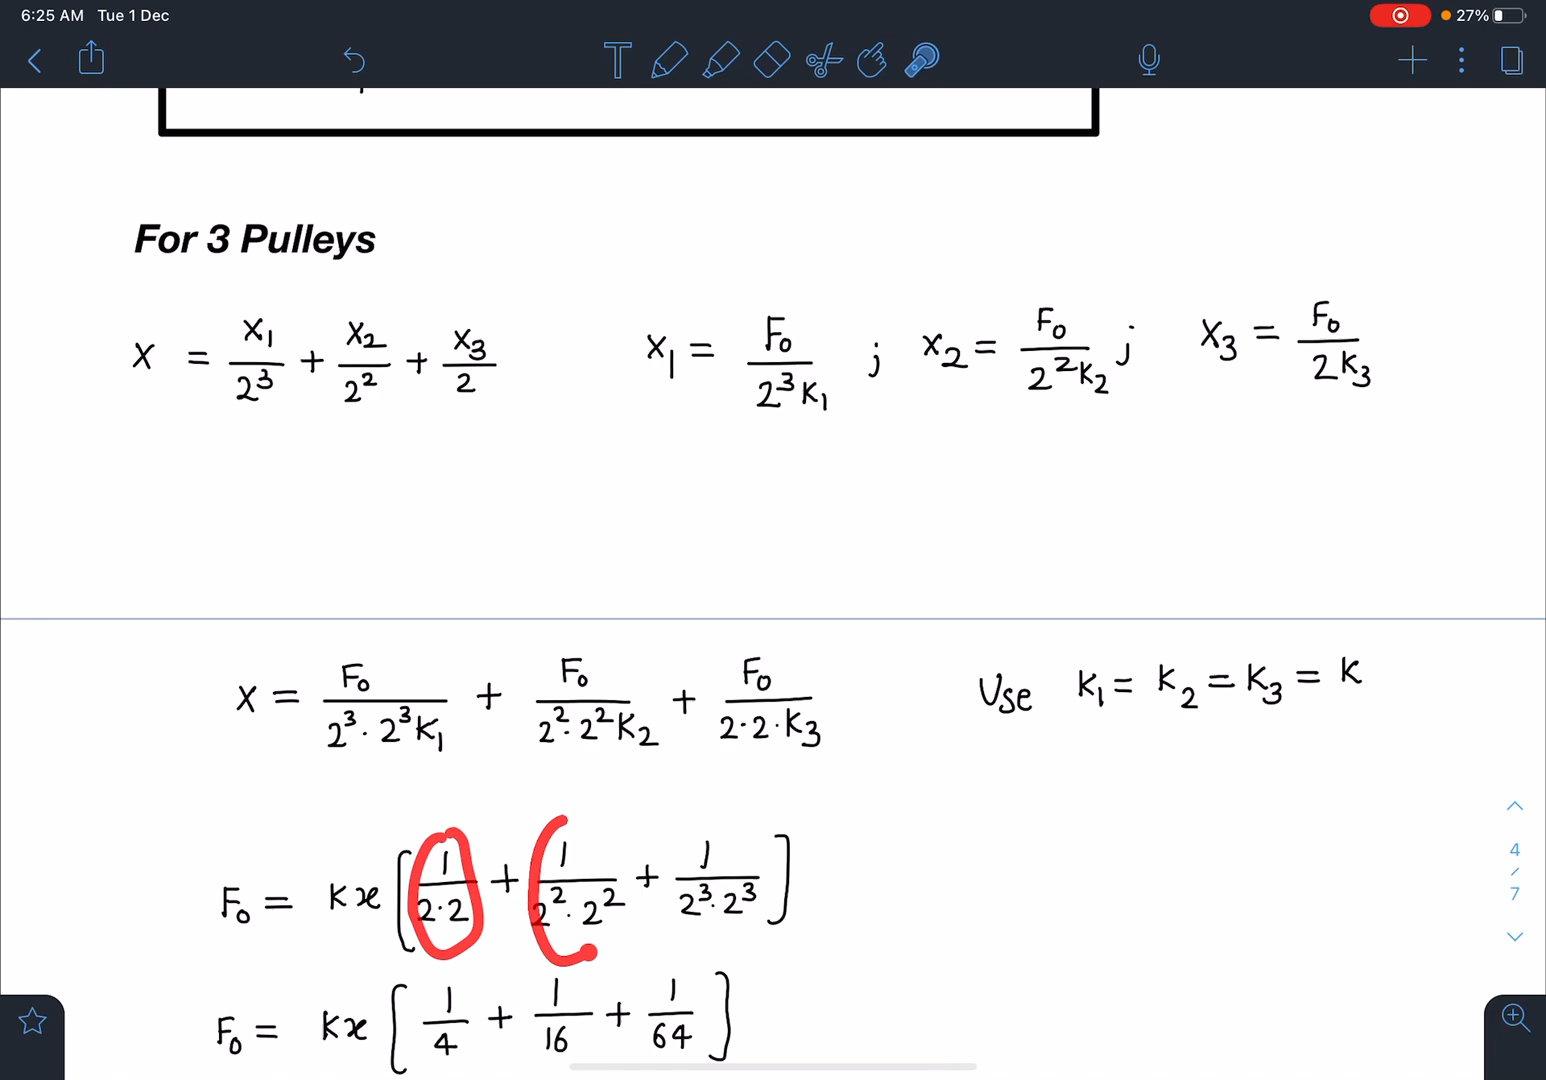 6:25 AM Tue 1 Dec 27%
For 3 Pulleys
x = x₁/2³ + x₂/2² + x₃/2 x₁ = F₀/2³K₁ ; x₂ = F₀/2²K₂ ; x₃ = F₀/2K₃
x = F₀/2³·2³K₁ + F₀/2²·2²K₂ + F₀/2·2·K₃ Use K₁ = K₂ = K₃ = K
F₀ = Kx [1/2·2 + 1/2²·2² + 1/2³·2³]
F₀ = Kx [1/4 + 1/16 + 1/64]
4/7